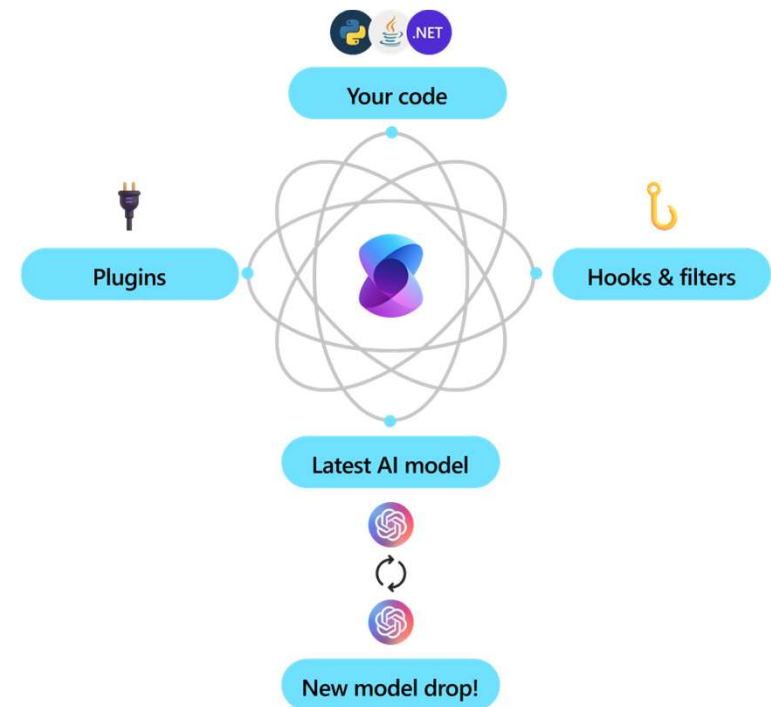 .NET
Your code
Plugins
Hooks & filters
Latest AI model
New model drop!